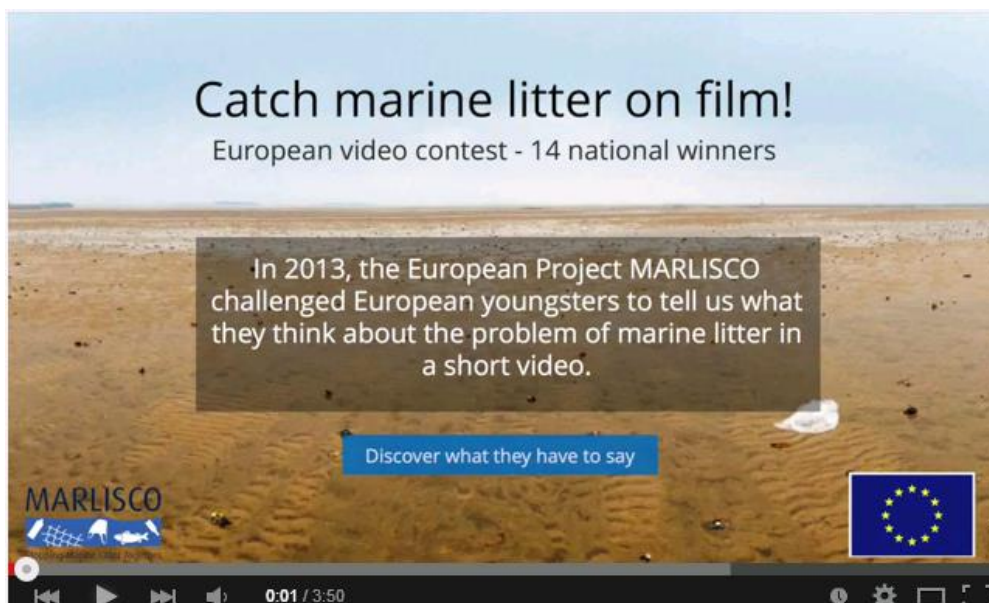 Catch marine litter on film!
European video contest - 14 national winners
In 2013, the European Project MARLISCO
challenged European youngsters to tell us what
they think about the problem of marine litter in
a short video.
Discover what they have to say
MARLISCO
0:01 / 3:50